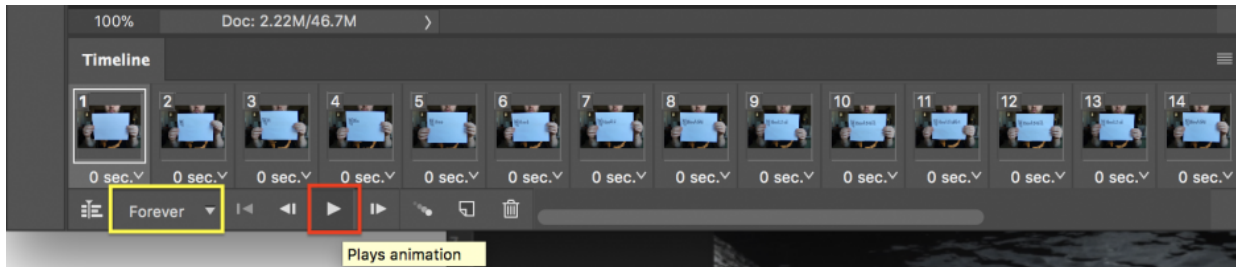 100% Doc: 2.22M/46.7M
Timeline
1 2 3 4 5 6 7 8 9 10 11 12 13 14
0 sec. 0 sec. 0 sec. 0 sec. 0 sec. 0 sec. 0 sec. 0 sec. 0 sec. 0 sec. 0 sec. 0 sec. 0 sec. 0 sec.
Forever
Plays animation